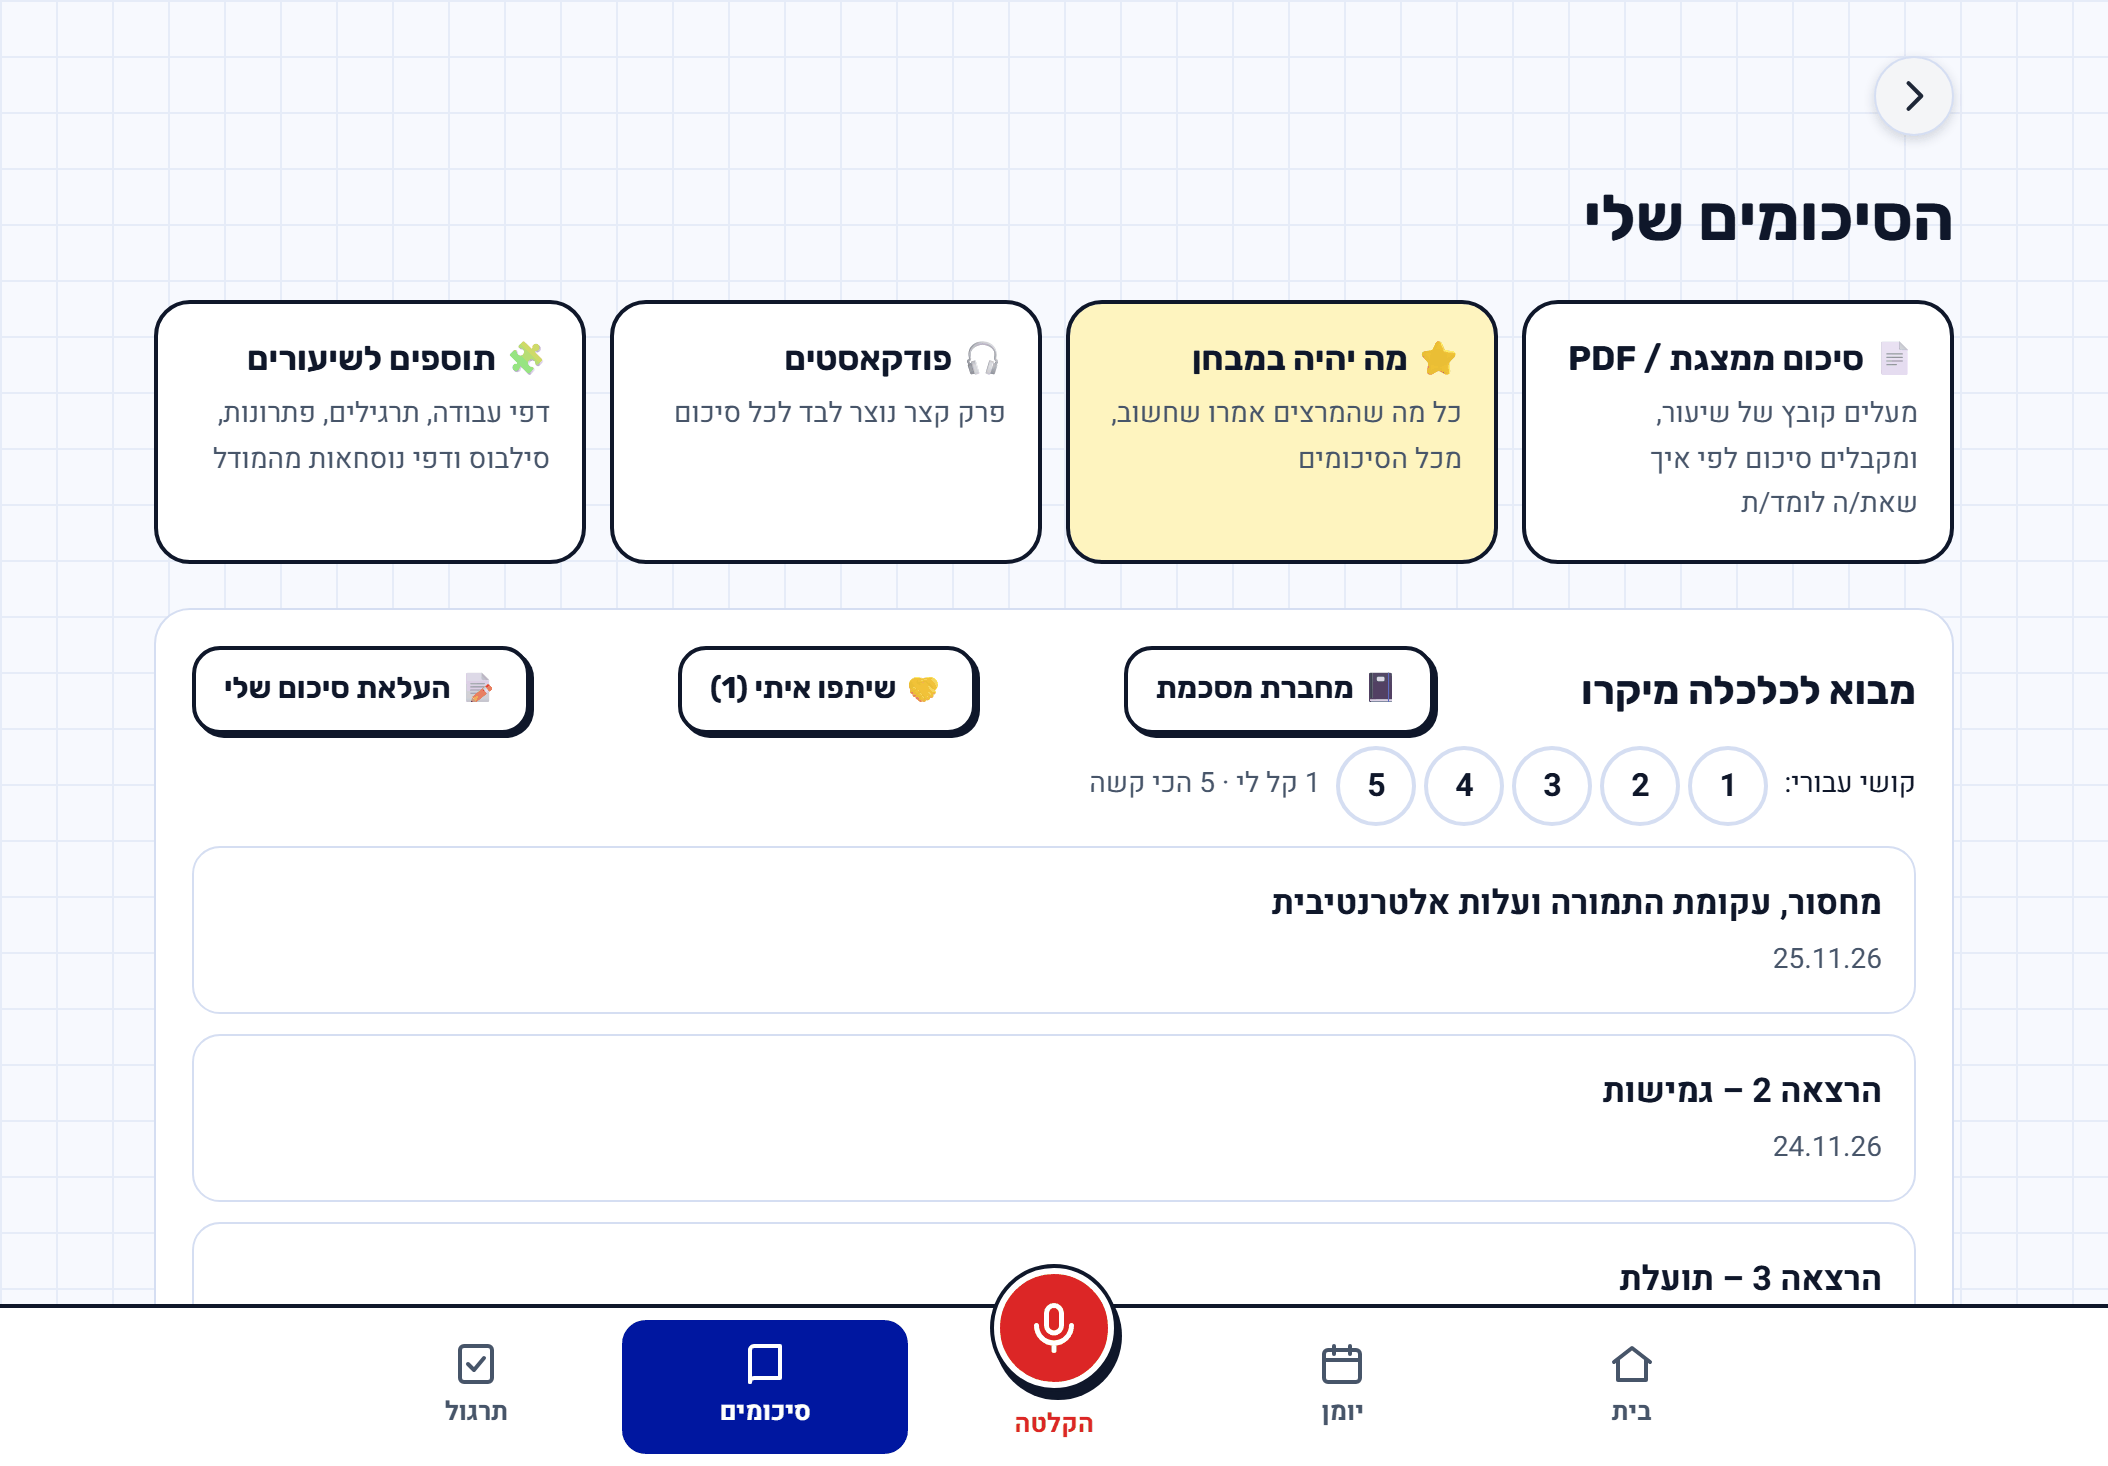 הסיכומים שלי
סיכום ממצגת / PDF
מעלים קובץ של שיעור,
ומקבלים סיכום לפי איך
שאת/ה לומד/ת
מה יהיה במבחן
כל מה שהמרצים אמרו שחשוב,
מכל הסיכומים
פודקאסטים
פרק קצר נוצר לבד לכל סיכום
תוספים לשיעורים
דפי עבודה, תרגילים, פתרונות,
סילבוס ודפי נוסחאות מהמודל
מבוא לכלכלה מיקרו
מחברת מסכמת
שיתפו איתי (1)
העלאת סיכום שלי
קושי עבורי: 1 2 3 4 5 1 קל לי · 5 הכי קשה
מחסור, עקומת התמורה ועלות אלטרנטיבית
25.11.26
הרצאה 2 – גמישות
24.11.26
הרצאה 3 – תועלת
בית
יומן
הקלטה
סיכומים
תרגול